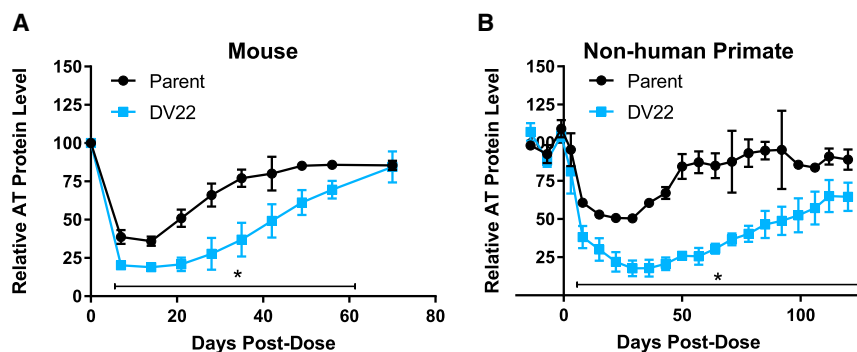 A
Mouse
Relative AT Protein Level
150
125
100
75
50
25
0
Parent
DV22
*
0 20 40 60 80
Days Post-Dose
B
Non-human Primate
Relative AT Protein Level
150
125
100
75
50
25
Parent
DV22
*
0 50 100
Days Post-Dose